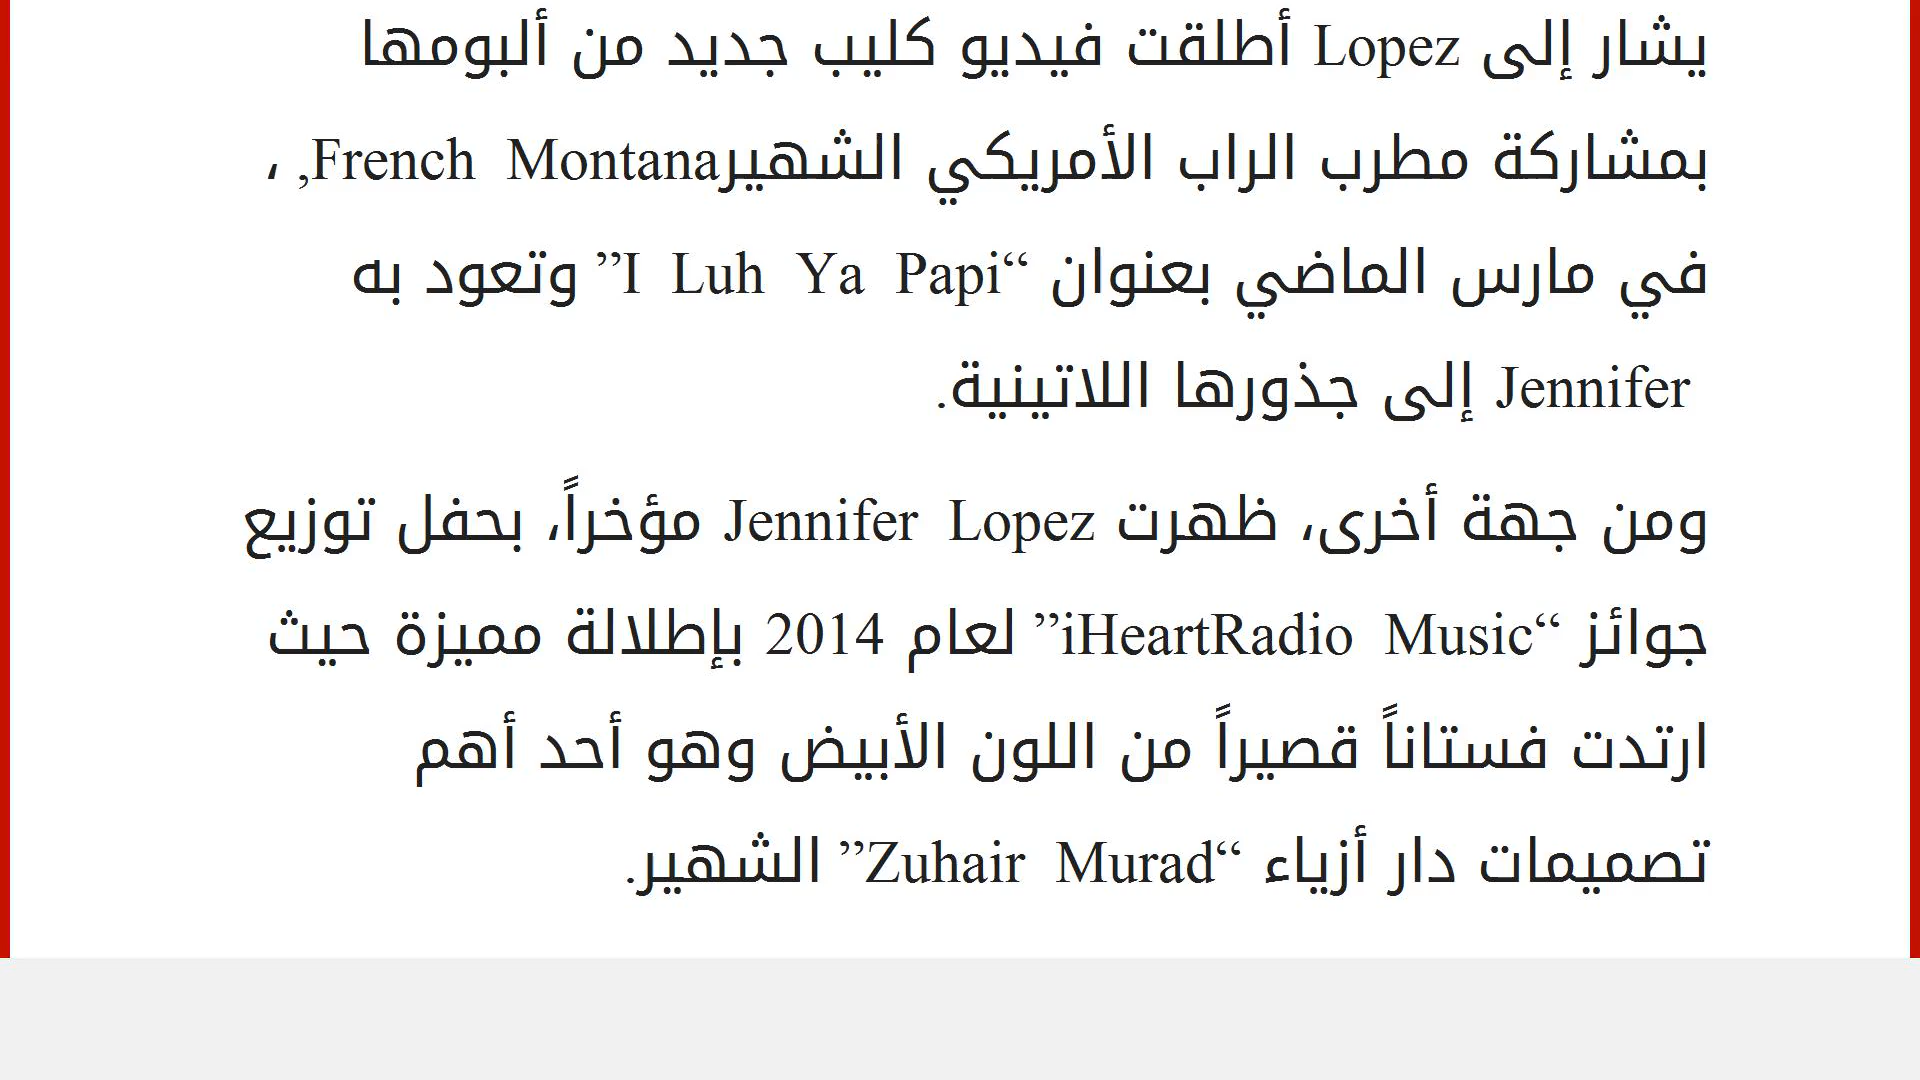 يشار إلى Lopez أطلقت فيديو كليب جديد من ألبومها
بمشاركة مطرب الراب الأمريكي الشهيرFrench Montana, ،
في مارس الماضي بعنوان “I Luh Ya Papi” وتعود به
Jennifer إلى جذورها اللاتينية.
ومن جهة أخرى، ظهرت Jennifer Lopez مؤخراً، بحفل توزيع
جوائز “iHeartRadio Music” لعام 2014 بإطلالة مميزة حيث
ارتدت فستاناً قصيراً من اللون الأبيض وهو أحد أهم
تصميمات دار أزياء “Zuhair Murad” الشهير.